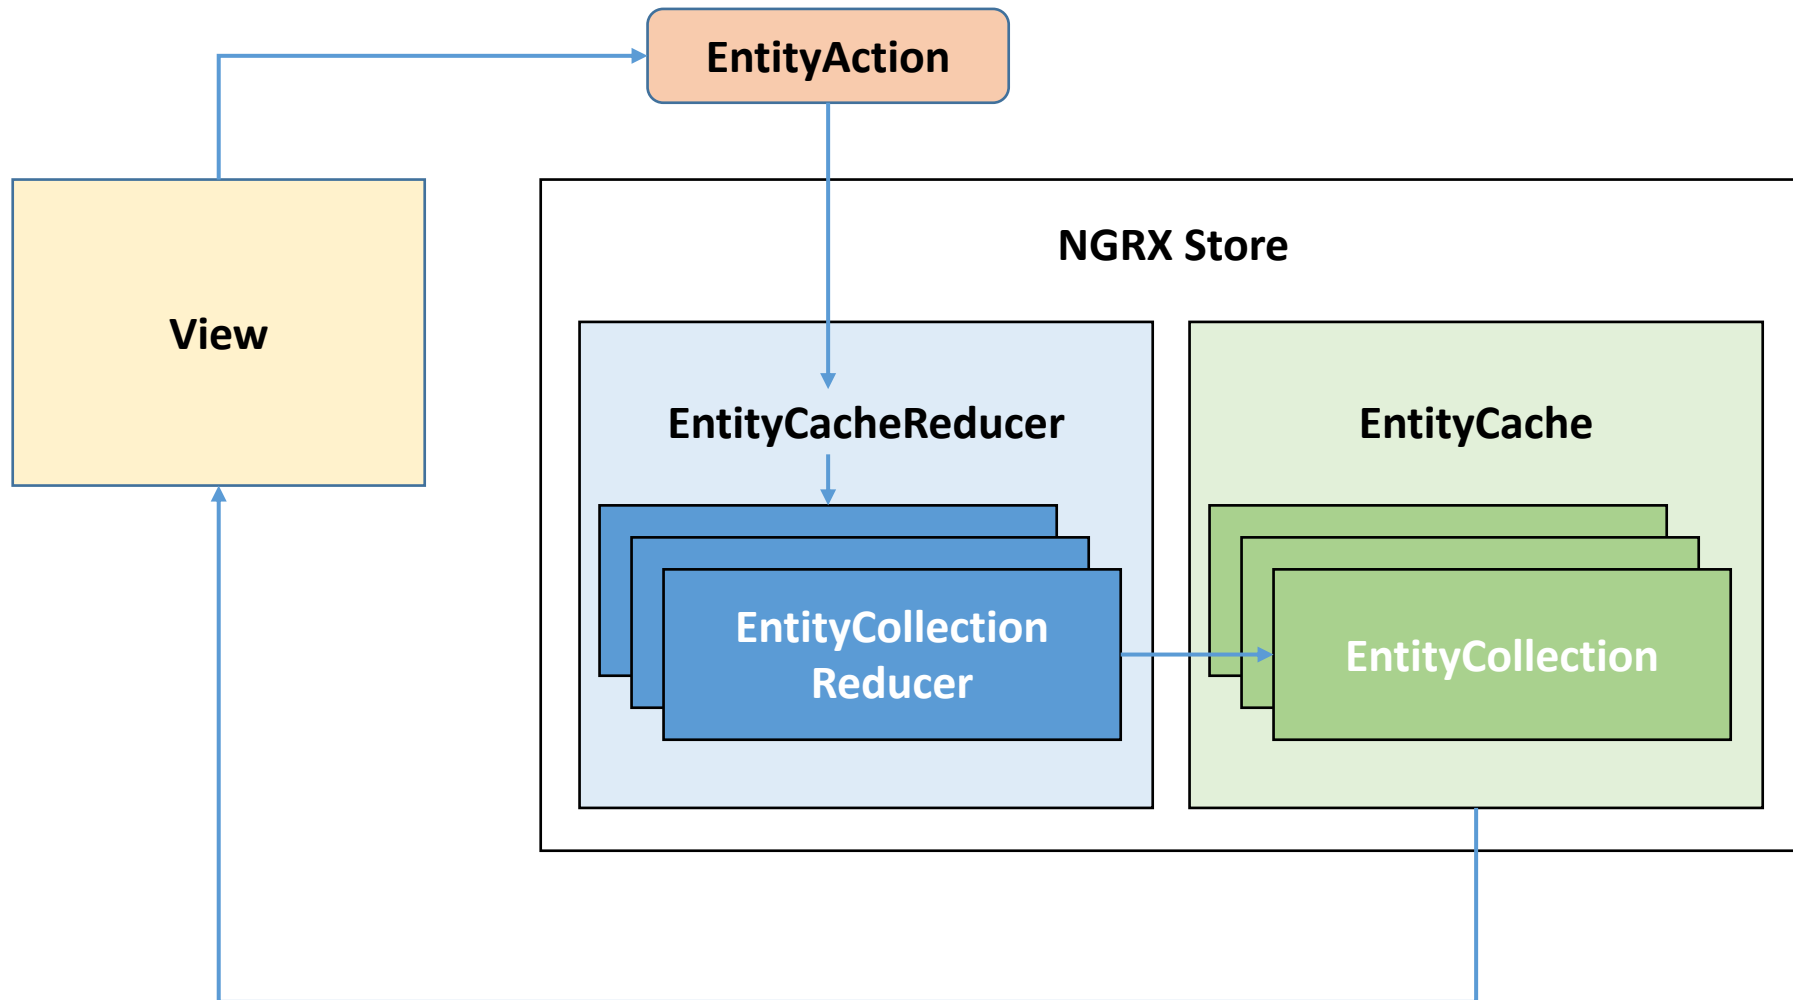 EntityAction
NGRX Store
View
EntityCacheReducer
EntityCache
EntityCollection
Reducer
EntityCollection